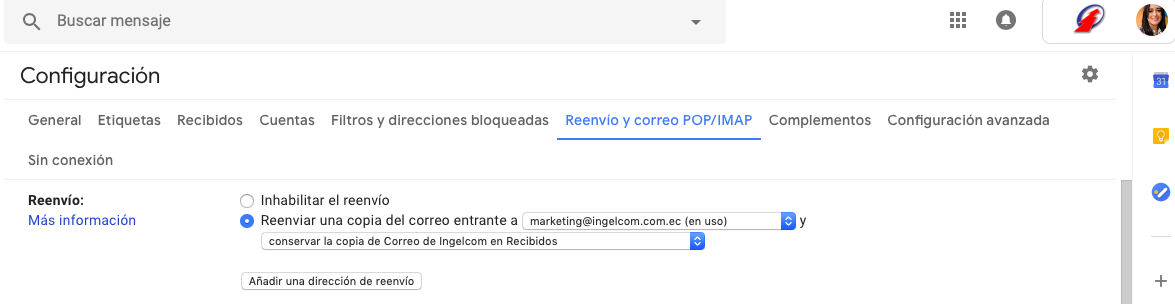 Buscar mensaje
Configuración
General Etiquetas Recibidos Cuentas Filtros y direcciones bloqueadas Reenvío y correo POP/IMAP Complementos Configuración avanzada
Sin conexión
Reenvío: Inhabilitar el reenvío
Más información Reenviar una copia del correo entrante a marketing@ingelcom.com.ec (en uso) y
conservar la copia de Correo de Ingelcom en Recibidos
Añadir una dirección de reenvío
31